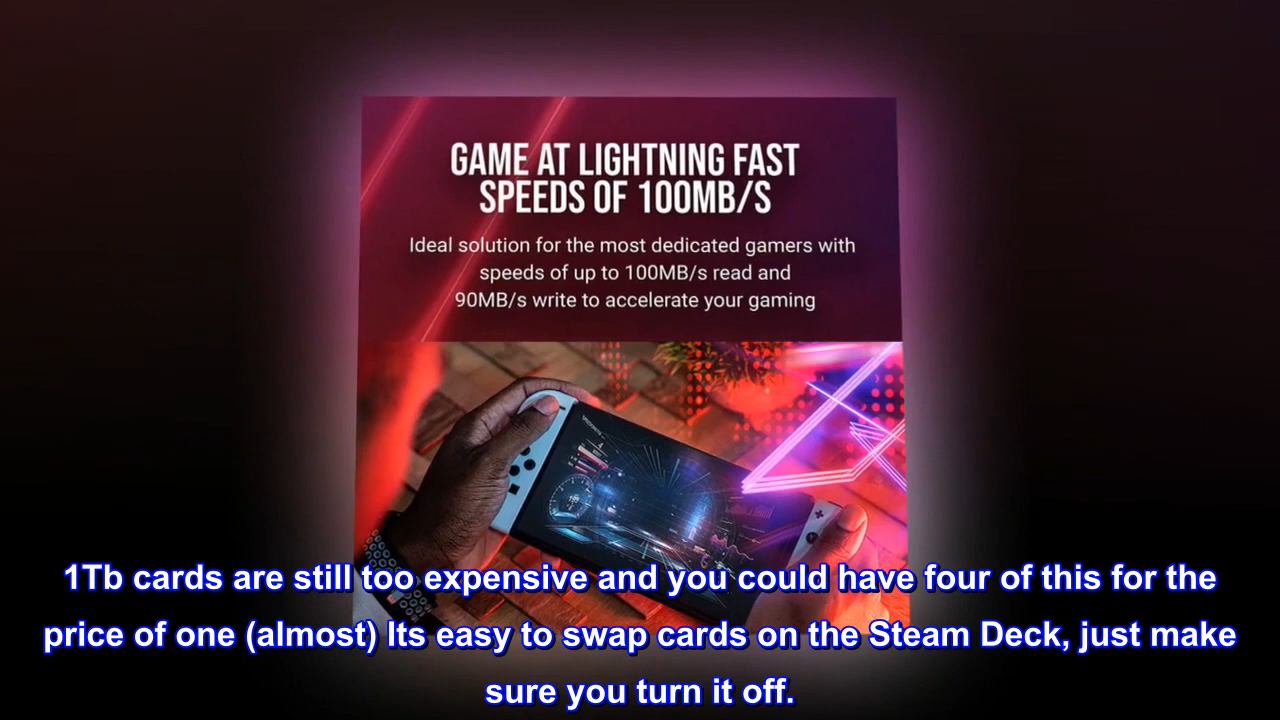 GAME AT LIGHTNING FAST
SPEEDS OF 100MB/S
Ideal solution for the most dedicated gamers with
speeds of up to 100MB/s read and
90MB/s write to accelerate your gaming
1Tb cards are still too expensive and you could have four of this for the
price of one (almost) Its easy to swap cards on the Steam Deck, just make
sure you turn it off.